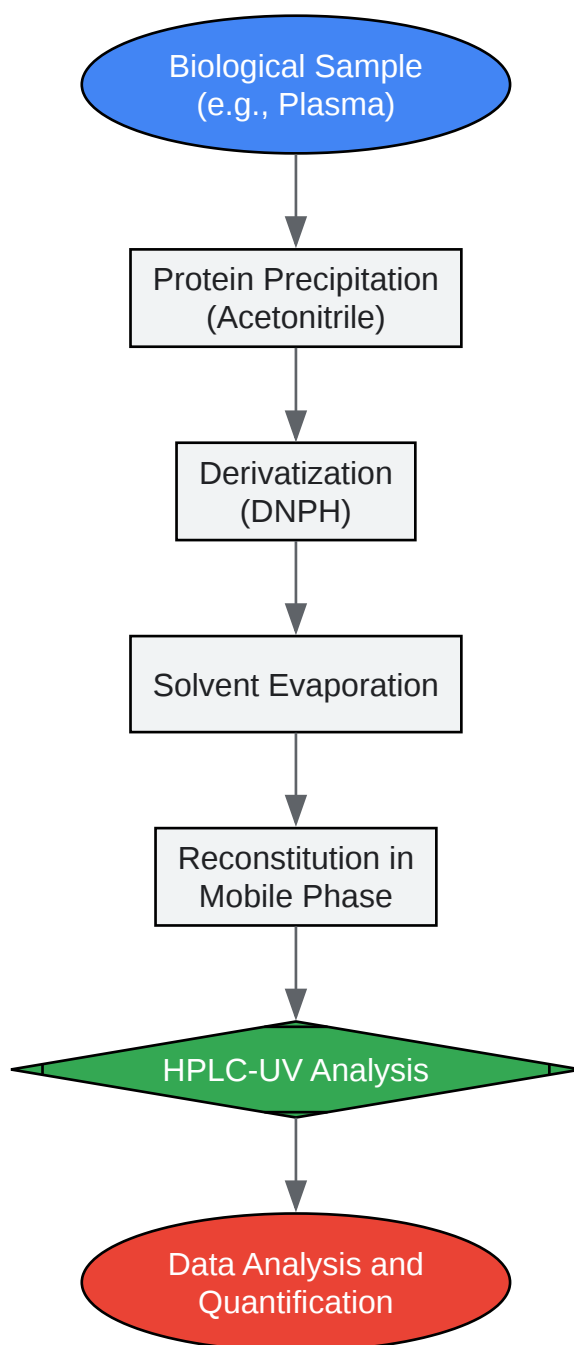 Biological Sample
(e.g., Plasma)
Protein Precipitation
(Acetonitrile)
Derivatization
(DNPH)
Solvent Evaporation
Reconstitution in
Mobile Phase
HPLC-UV Analysis
Data Analysis and
Quantification